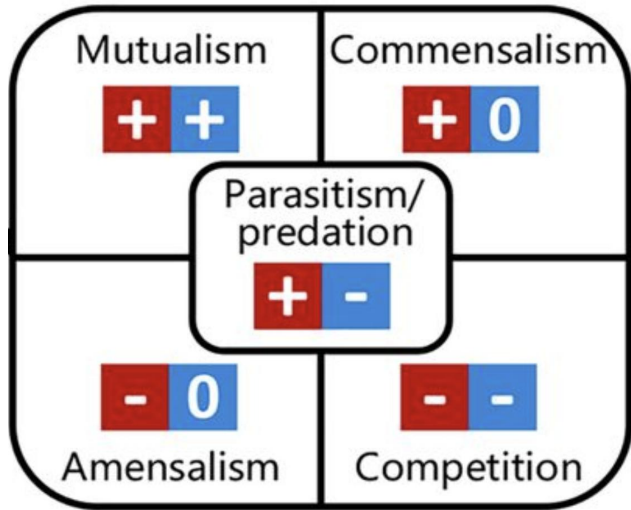 Mutualism
+ +
Commensalism
+ 0
Parasitism/
predation
+ -
- 0
Amensalism
- -
Competition